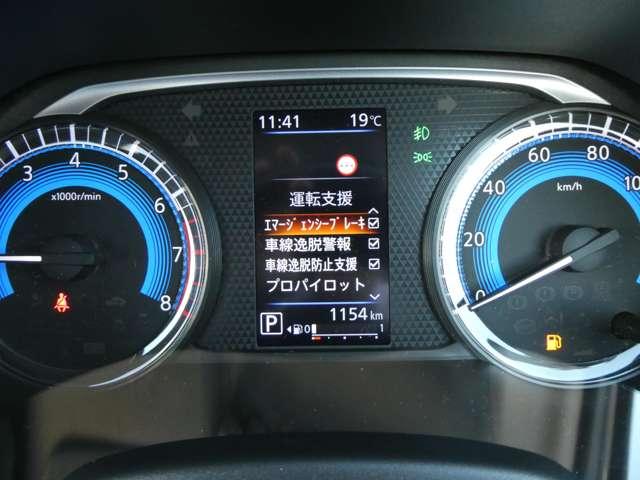 11:41 19℃
運転支援
ｴﾏｰｼﾞｪﾝｼｰﾌﾞﾚｰｷ
車線逸脱警報
車線逸脱防止支援
プロパイロット
P 1154 km
0 1
3 4 5 6 7 8
x1000r/min
0 20 40 60 80 100
km/h